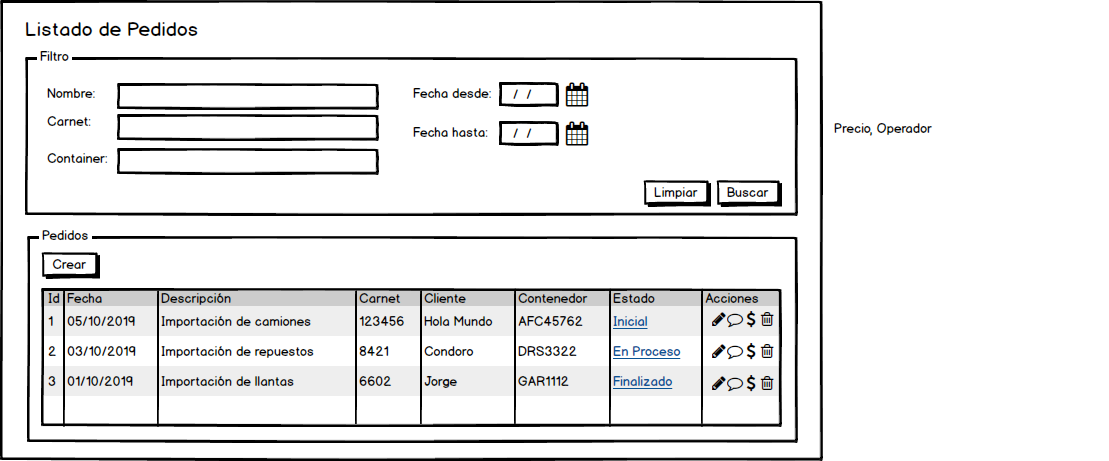 Listado de Pedidos
Filtro
Nombre:
Carnet:
Container:
Fecha desde: / /
Fecha hasta: / /
Limpiar Buscar
Precio, Operador
Pedidos
Crear
Id Fecha Descripción Carnet Cliente Contenedor Estado Acciones
1 05/10/2019 Importación de camiones 123456 Hola Mundo AFC45762 Inicial $
2 03/10/2019 Importación de repuestos 8421 Condoro DRS3322 En Proceso $
3 01/10/2019 Importación de llantas 6602 Jorge GAR1112 Finalizado $